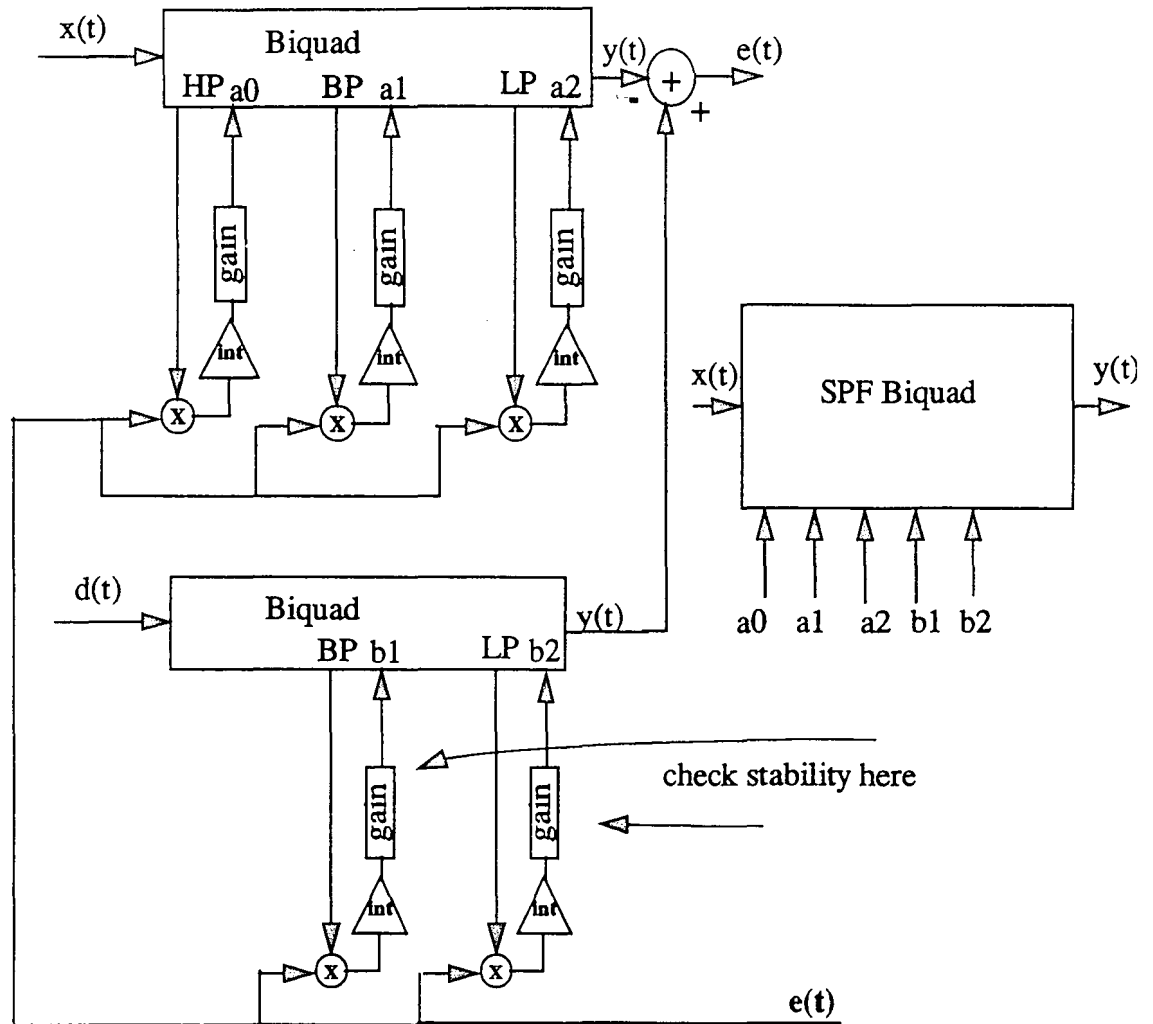 x(t)
Biquad
y(t)
e(t)
HP a0 BP a1 LP a2
+
-
+
gain
gain
gain
int
int
int
x
x
x
x(t)
SPF Biquad
y(t)
a0 a1 a2 b1 b2
d(t)
Biquad
y(t)
BP b1 LP b2
check stability here
gain
gain
int
int
x
x
e(t)